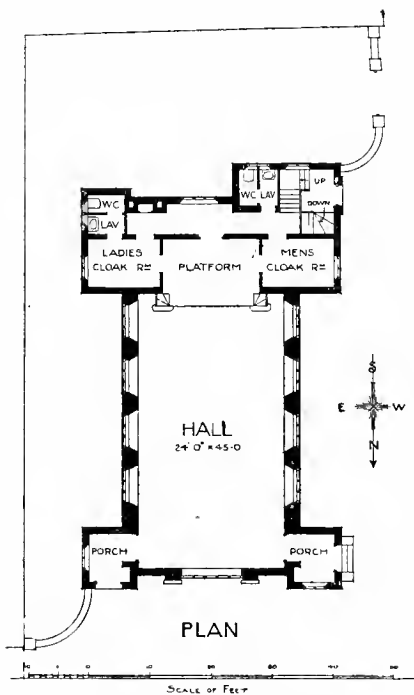 WC
LAV
WC
LAV
UP
DOWN
LADIES
CLOAK RM
PLATFORM
MENS
CLOAK RM
HALL
24'0" x 45-0
S
E W
N
PORCH
PORCH
PLAN
SCALE OF FEET